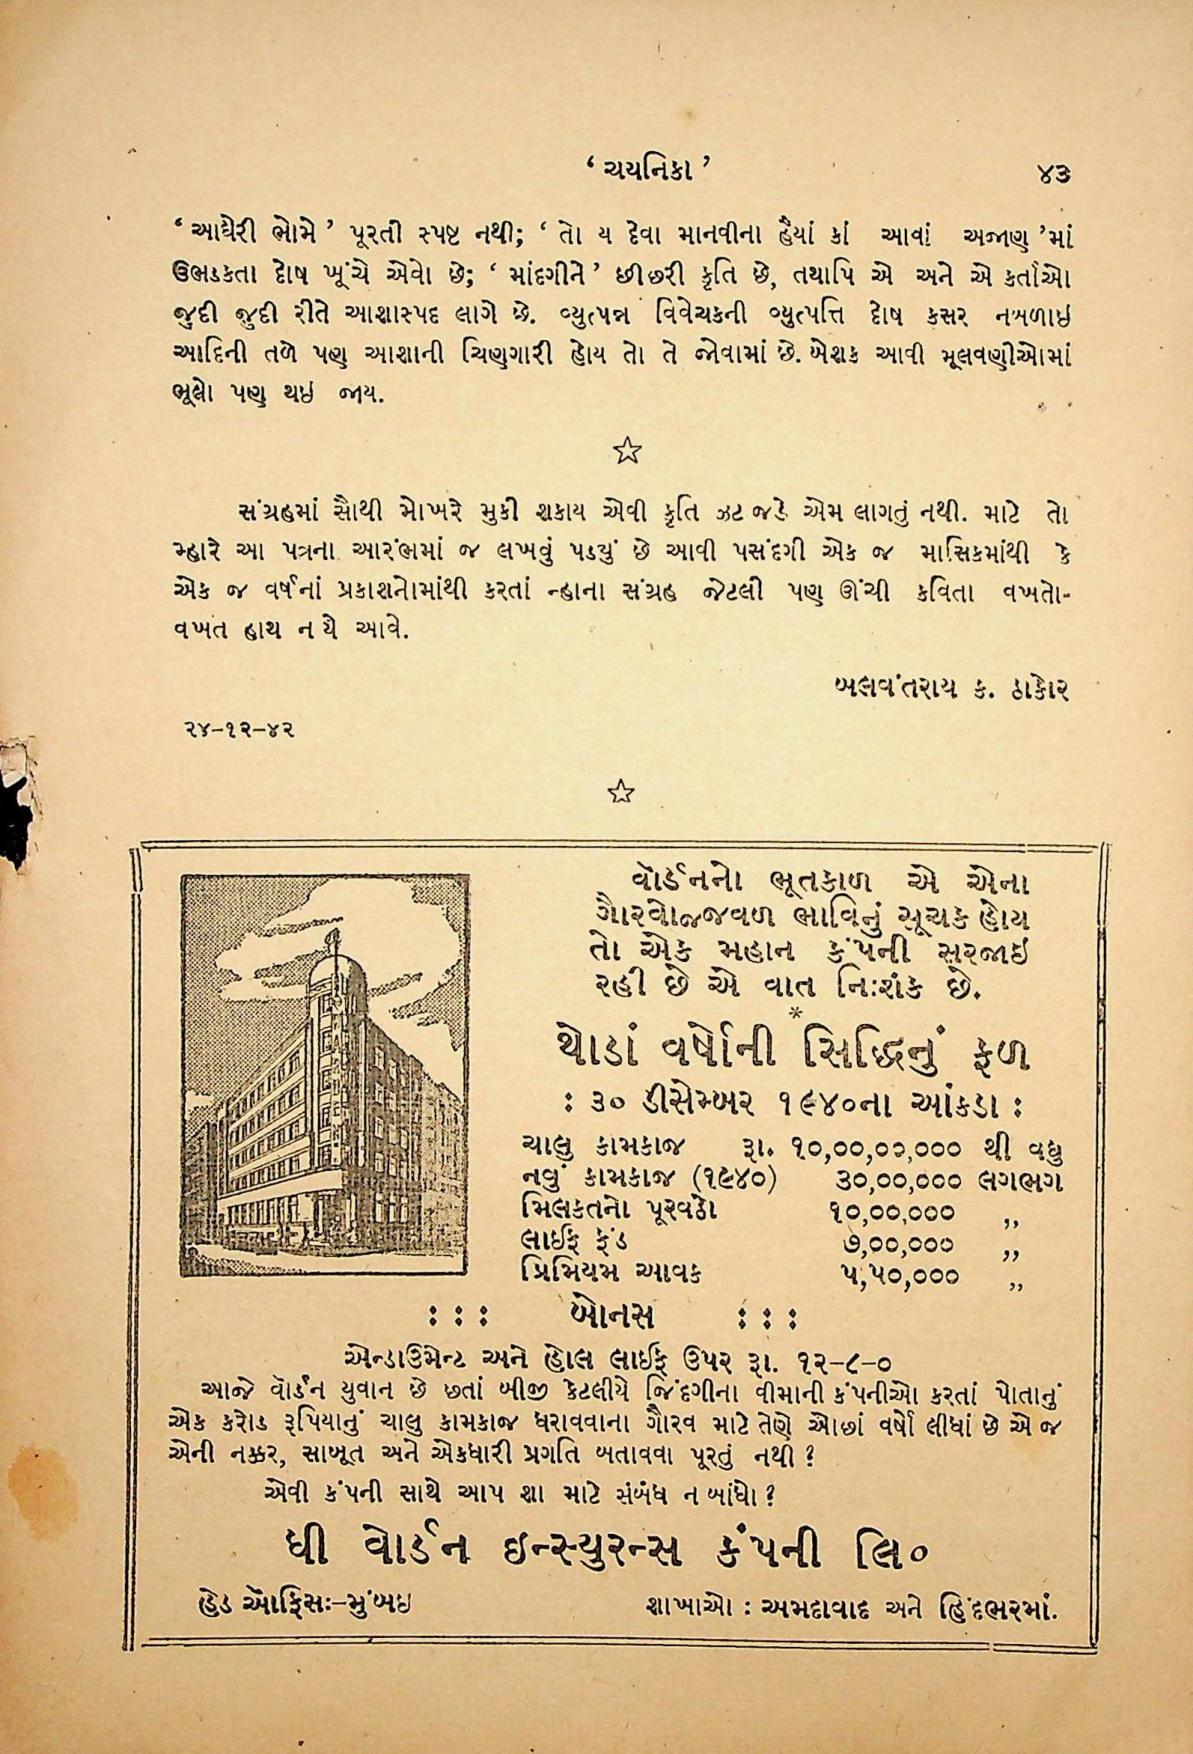 ‘ ચયનિકા ’ ૪૩
‘ આઘેરી ભોમે ’ પૂરતી સ્પષ્ટ નથી; ‘ તો ય દેવા માનવીના હૈયાં કાં આવાં અજાણ ’માં
ઉભડકતા દોષ ખૂંચે એવો છે; ‘ માંદગીને ’ છીછરી કૃતિ છે, તથાપિ એ અને એ કર્તાઓ
જુદી જુદી રીતે આશાસ્પદ લાગે છે. વ્યુત્પન્ન વિવેચકની વ્યુત્પત્તિ દોષ કસર નબળાઇ
આદિની તળે પણ આશાની ચિણગારી હોય તો તે જોવામાં છે. બેશક આવી મૂલવણીઓમાં
ભૂલો પણ થઇ જાય.
સંગ્રહમાં સૌથી મોખરે મુકી શકાય એવી કૃતિ ઝટ જડે એમ લાગતું નથી. માટે તો
મ્હારે આ પત્રના આરંભમાં જ લખવું પડ્યું છે આવી પસંદગી એક જ માસિકમાંથી કે
એક જ વર્ષનાં પ્રકાશનોમાંથી કરતાં ન્હાના સંગ્રહ જેટલી પણ ઊંચી કવિતા વખતો-
વખત હાથ ન યે આવે.
બલવંતરાય ક. ઠાકોર
૨૪–૧૨–૪૨
વૉર્ડનનો ભૂતકાળ એ એના
ગૌરવોજ્જવળ ભાવિનું સૂચક હોય
તો એક મહાન કંપની સરજાઇ
રહી છે એ વાત નિઃશંક છે.
*
થોડાં વર્ષોની સિદ્ધિનું ફળ
: ૩૦ ડીસેમ્બર ૧૯૪૦ના આંકડા :
ચાલુ કામકાજ રૂા. ૧૦,૦૦,૦૦,૦૦૦ થી વધુ
નવું કામકાજ (૧૯૪૦) ૩૦,૦૦,૦૦૦ લગભગ
મિલકતનો પૂરવઠો ૧૦,૦૦,૦૦૦ ,,
લાઈફ ફંડ ૭,૦૦,૦૦૦ ,,
પ્રિમિયમ આવક ૫,૫૦,૦૦૦ ,,
: : : બોનસ : : :
એન્ડાઉમેન્ટ અને હોલ લાઈફ ઉપર રૂા. ૧૨–૮–૦
આજે વૉર્ડન યુવાન છે છતાં બીજી કેટલીયે જિંદગીના વીમાની કંપનીઓ કરતાં પોતાનું
એક કરોડ રૂપિયાનું ચાલુ કામકાજ ધરાવવાના ગૌરવ માટે તેણે ઓછાં વર્ષો લીધાં છે એ જ
એની નક્કર, સાબૂત અને એકધારી પ્રગતિ બતાવવા પૂરતું નથી ?
એવી કંપની સાથે આપ શા માટે સંબંધ ન બાંધો ?
ધી વોર્ડન ઇન્સ્યુરન્સ કંપની લિ૦
હેડ ઑફિસઃ–મુંબઇ શાખાઓ : અમદાવાદ અને હિંદભરમાં.